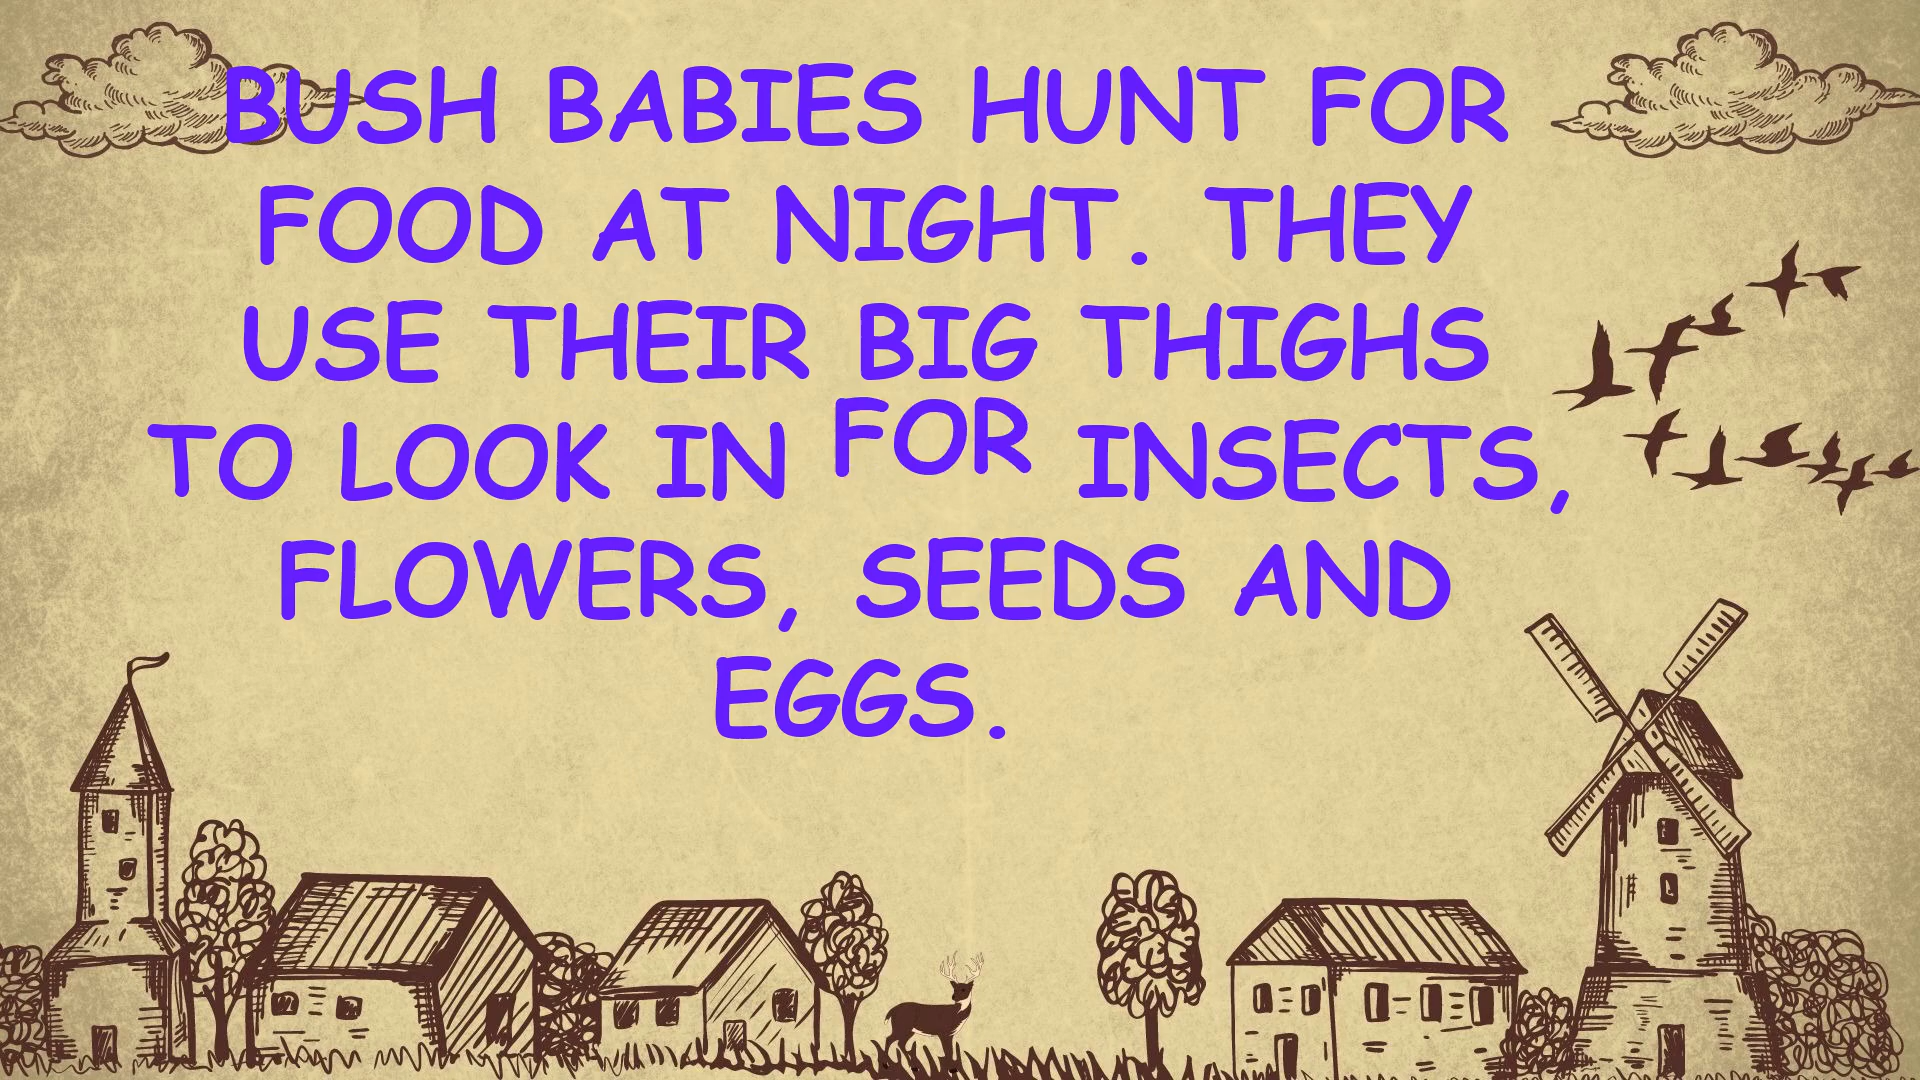 BUSH BABIES HUNT FOR
FOOD AT NIGHT. THEY
USE THEIR BIG THIGHS
TO LOOK IN FOR INSECTS,
FLOWERS, SEEDS AND
EGGS.